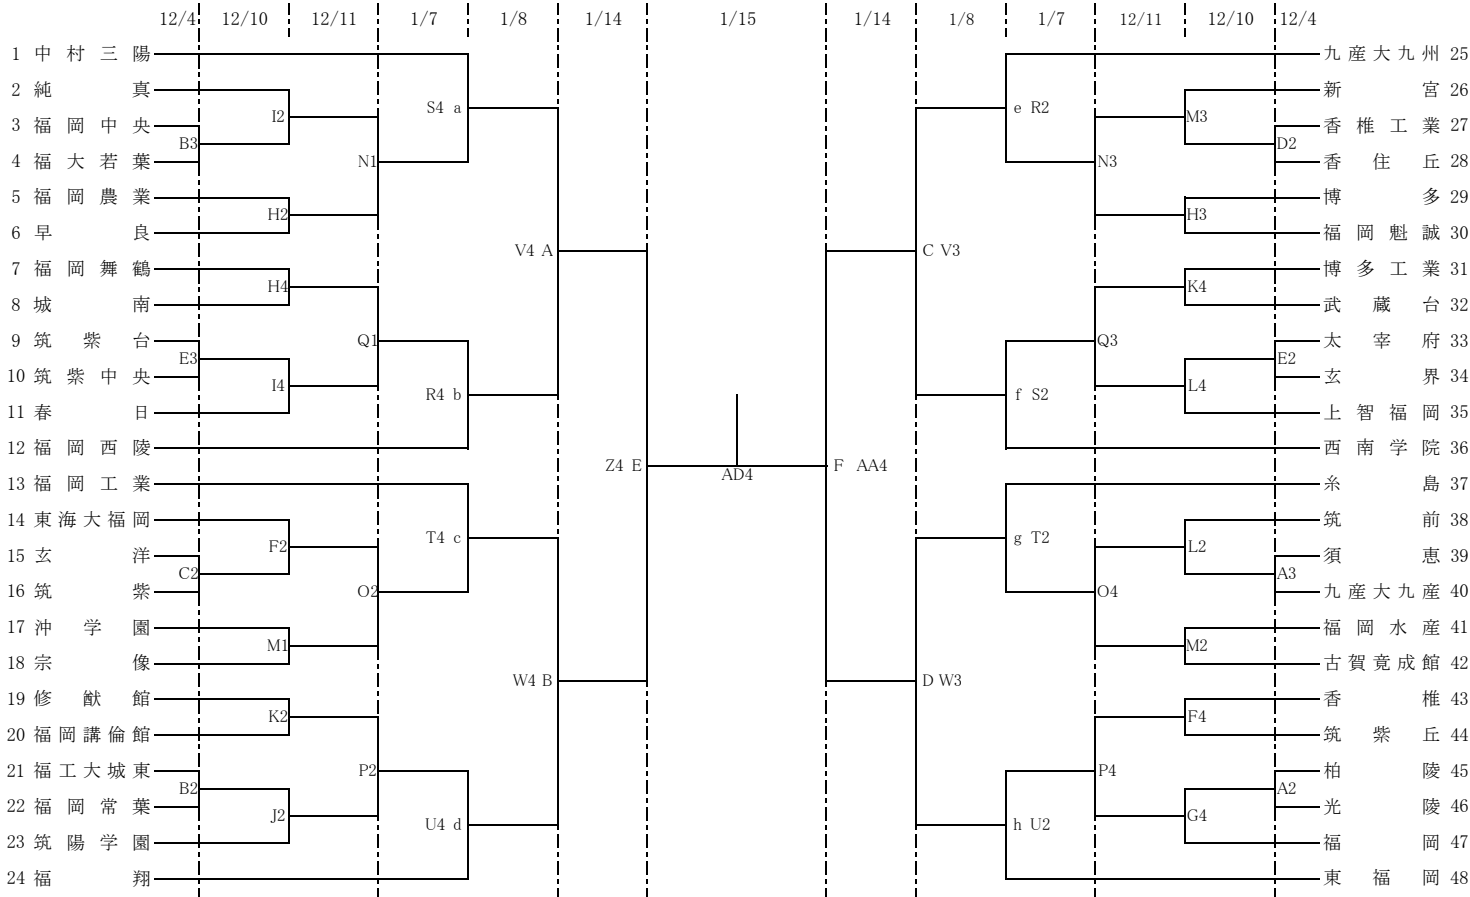 12/4 12/10 12/11 1/7 1/8 1/14 1/15 1/14 1/8 1/7 12/11 12/10 12/4
1 中村三陽 九産大九州 25
2 純真 S4 a e R2 新宮 26
I2 M3
3 福岡中央 香椎工業 27
B3 D2
4 福大若葉 N1 N3 香住丘 28
5 福岡農業 博多 29
H2 H3
6 早良 福岡魁誠 30
V4 A C V3
7 福岡舞鶴 博多工業 31
H4 K4
8 城南 武蔵台 32
9 筑紫台 Q1 Q3 太宰府 33
E3 E2
10 筑紫中央 玄界 34
I4 R4 b f S2 L4
11 春日 上智福岡 35
12 福岡西陵 西南学院 36
Z4 E AD4 F AA4
13 福岡工業 糸島 37
14 東海大福岡 筑前 38
F2 T4 c g T2 L2
15 玄洋 須恵 39
C2 A3
16 筑紫 O2 O4 九産大九産 40
17 沖学園 福岡水産 41
M1 M2
18 宗像 古賀竟成館 42
W4 B D W3
19 修猷館 香椎 43
K2 F4
20 福岡講倫館 筑紫丘 44
21 福工大城東 P2 P4 柏陵 45
B2 A2
22 福岡常葉 光陵 46
J2 U4 d h U2 G4
23 筑陽学園 福岡 47
24 福翔 東福岡 48